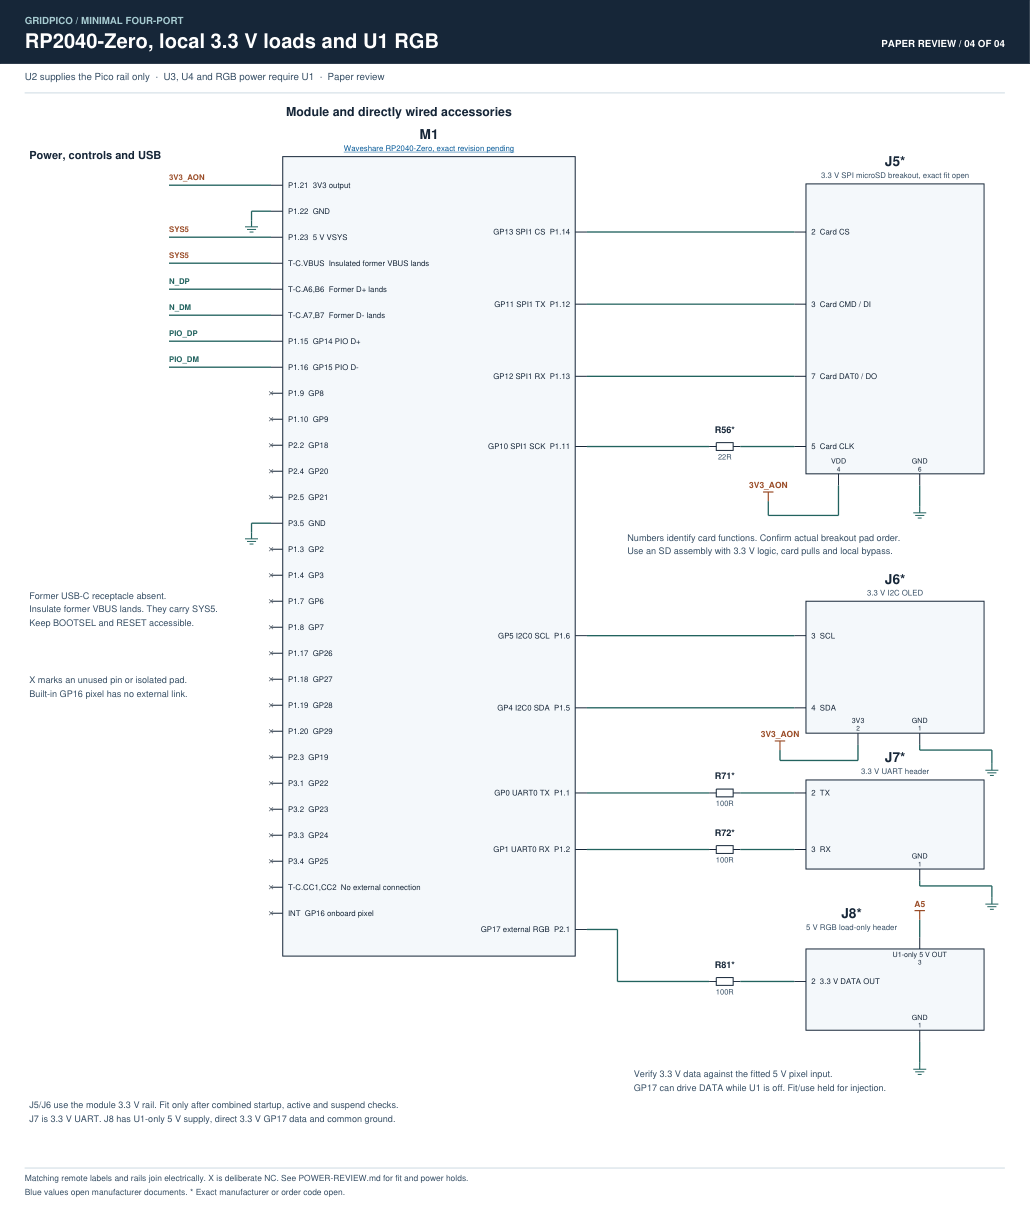 GRIDPICO / MINIMAL FOUR-PORT
RP2040-Zero, local 3.3 V loads and U1 RGB
PAPER REVIEW / 04 OF 04
U2 supplies the Pico rail only · U3, U4 and RGB power require U1 · Paper review
Module and directly wired accessories
M1
Waveshare RP2040-Zero, exact revision pending
Power, controls and USB
3V3_AON
P1.21 3V3 output
P1.22 GND
SYS5
P1.23 5 V VSYS
SYS5
T-C.VBUS Insulated former VBUS lands
N_DP
T-C.A6,B6 Former D+ lands
N_DM
T-C.A7,B7 Former D- lands
PIO_DP
P1.15 GP14 PIO D+
PIO_DM
P1.16 GP15 PIO D-
P1.9 GP8
P1.10 GP9
P2.2 GP18
P2.4 GP20
P2.5 GP21
P3.5 GND
P1.3 GP2
P1.4 GP3
P1.7 GP6
P1.8 GP7
P1.17 GP26
P1.18 GP27
P1.19 GP28
P1.20 GP29
P2.3 GP19
P3.1 GP22
P3.2 GP23
P3.3 GP24
P3.4 GP25
T-C.CC1,CC2 No external connection
INT GP16 onboard pixel
Former USB-C receptacle absent.
Insulate former VBUS lands. They carry SYS5.
Keep BOOTSEL and RESET accessible.
X marks an unused pin or isolated pad.
Built-in GP16 pixel has no external link.
GP13 SPI1 CS P1.14
GP11 SPI1 TX P1.12
GP12 SPI1 RX P1.13
GP10 SPI1 SCK P1.11
GP5 I2C0 SCL P1.6
GP4 I2C0 SDA P1.5
GP0 UART0 TX P1.1
GP1 UART0 RX P1.2
GP17 external RGB P2.1
J5*
3.3 V SPI microSD breakout, exact fit open
2 Card CS
3 Card CMD / DI
7 Card DAT0 / DO
R56*
22R
5 Card CLK
VDD
4
GND
6
3V3_AON
Numbers identify card functions. Confirm actual breakout pad order.
Use an SD assembly with 3.3 V logic, card pulls and local bypass.
J6*
3.3 V I2C OLED
3 SCL
4 SDA
3V3
2
GND
1
3V3_AON
J7*
3.3 V UART header
R71*
100R
2 TX
R72*
100R
3 RX
GND
1
A5
J8*
5 V RGB load-only header
U1-only 5 V OUT
3
R81*
100R
2 3.3 V DATA OUT
GND
1
Verify 3.3 V data against the fitted 5 V pixel input.
GP17 can drive DATA while U1 is off. Fit/use held for injection.
J5/J6 use the module 3.3 V rail. Fit only after combined startup, active and suspend checks.
J7 is 3.3 V UART. J8 has U1-only 5 V supply, direct 3.3 V GP17 data and common ground.
Matching remote labels and rails join electrically. X is deliberate NC. See POWER-REVIEW.md for fit and power holds.
Blue values open manufacturer documents. * Exact manufacturer or order code open.